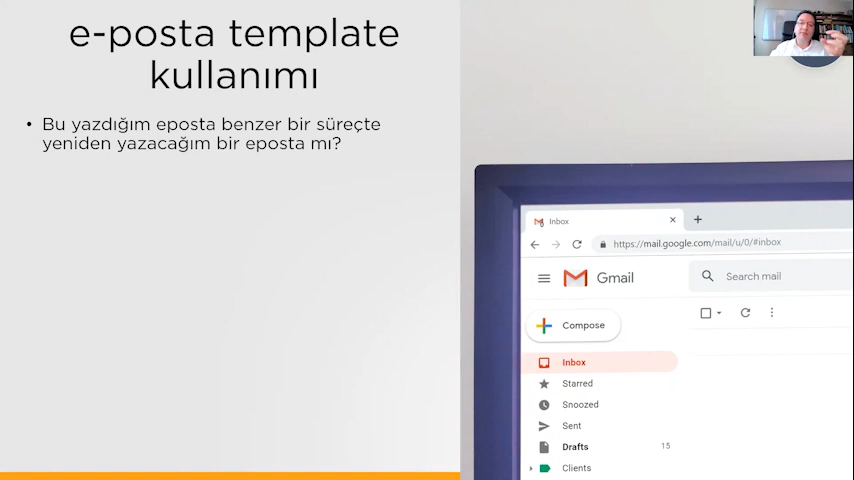 e-posta template
kullanımı
• Bu yazdığım eposta benzer bir süreçte
yeniden yazacağım bir eposta mı?
Inbox
https://mail.google.com/mail/u/0/#inbox
Gmail
Search mail
Compose
Inbox
Starred
Snoozed
Sent
Drafts 15
Clients